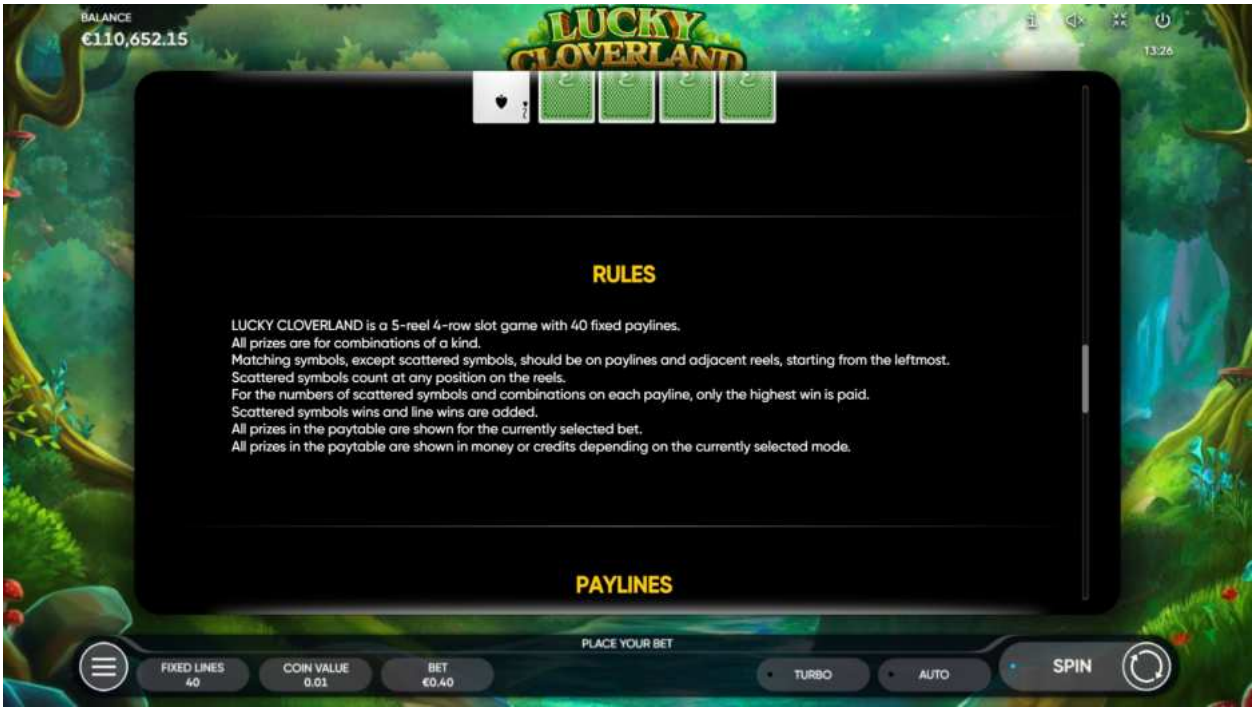 BALANCE
€110,652.15
LUCKY
CLOVERLAND
13:26
2
RULES
LUCKY CLOVERLAND is a 5-reel 4-row slot game with 40 fixed paylines.
All prizes are for combinations of a kind.
Matching symbols, except scattered symbols, should be on paylines and adjacent reels, starting from the leftmost.
Scattered symbols count at any position on the reels.
For the numbers of scattered symbols and combinations on each payline, only the highest win is paid.
Scattered symbols wins and line wins are added.
All prizes in the paytable are shown for the currently selected bet.
All prizes in the paytable are shown in money or credits depending on the currently selected mode.
PAYLINES
PLACE YOUR BET
FIXED LINES
40
COIN VALUE
0.01
BET
€0.40
TURBO
AUTO
SPIN